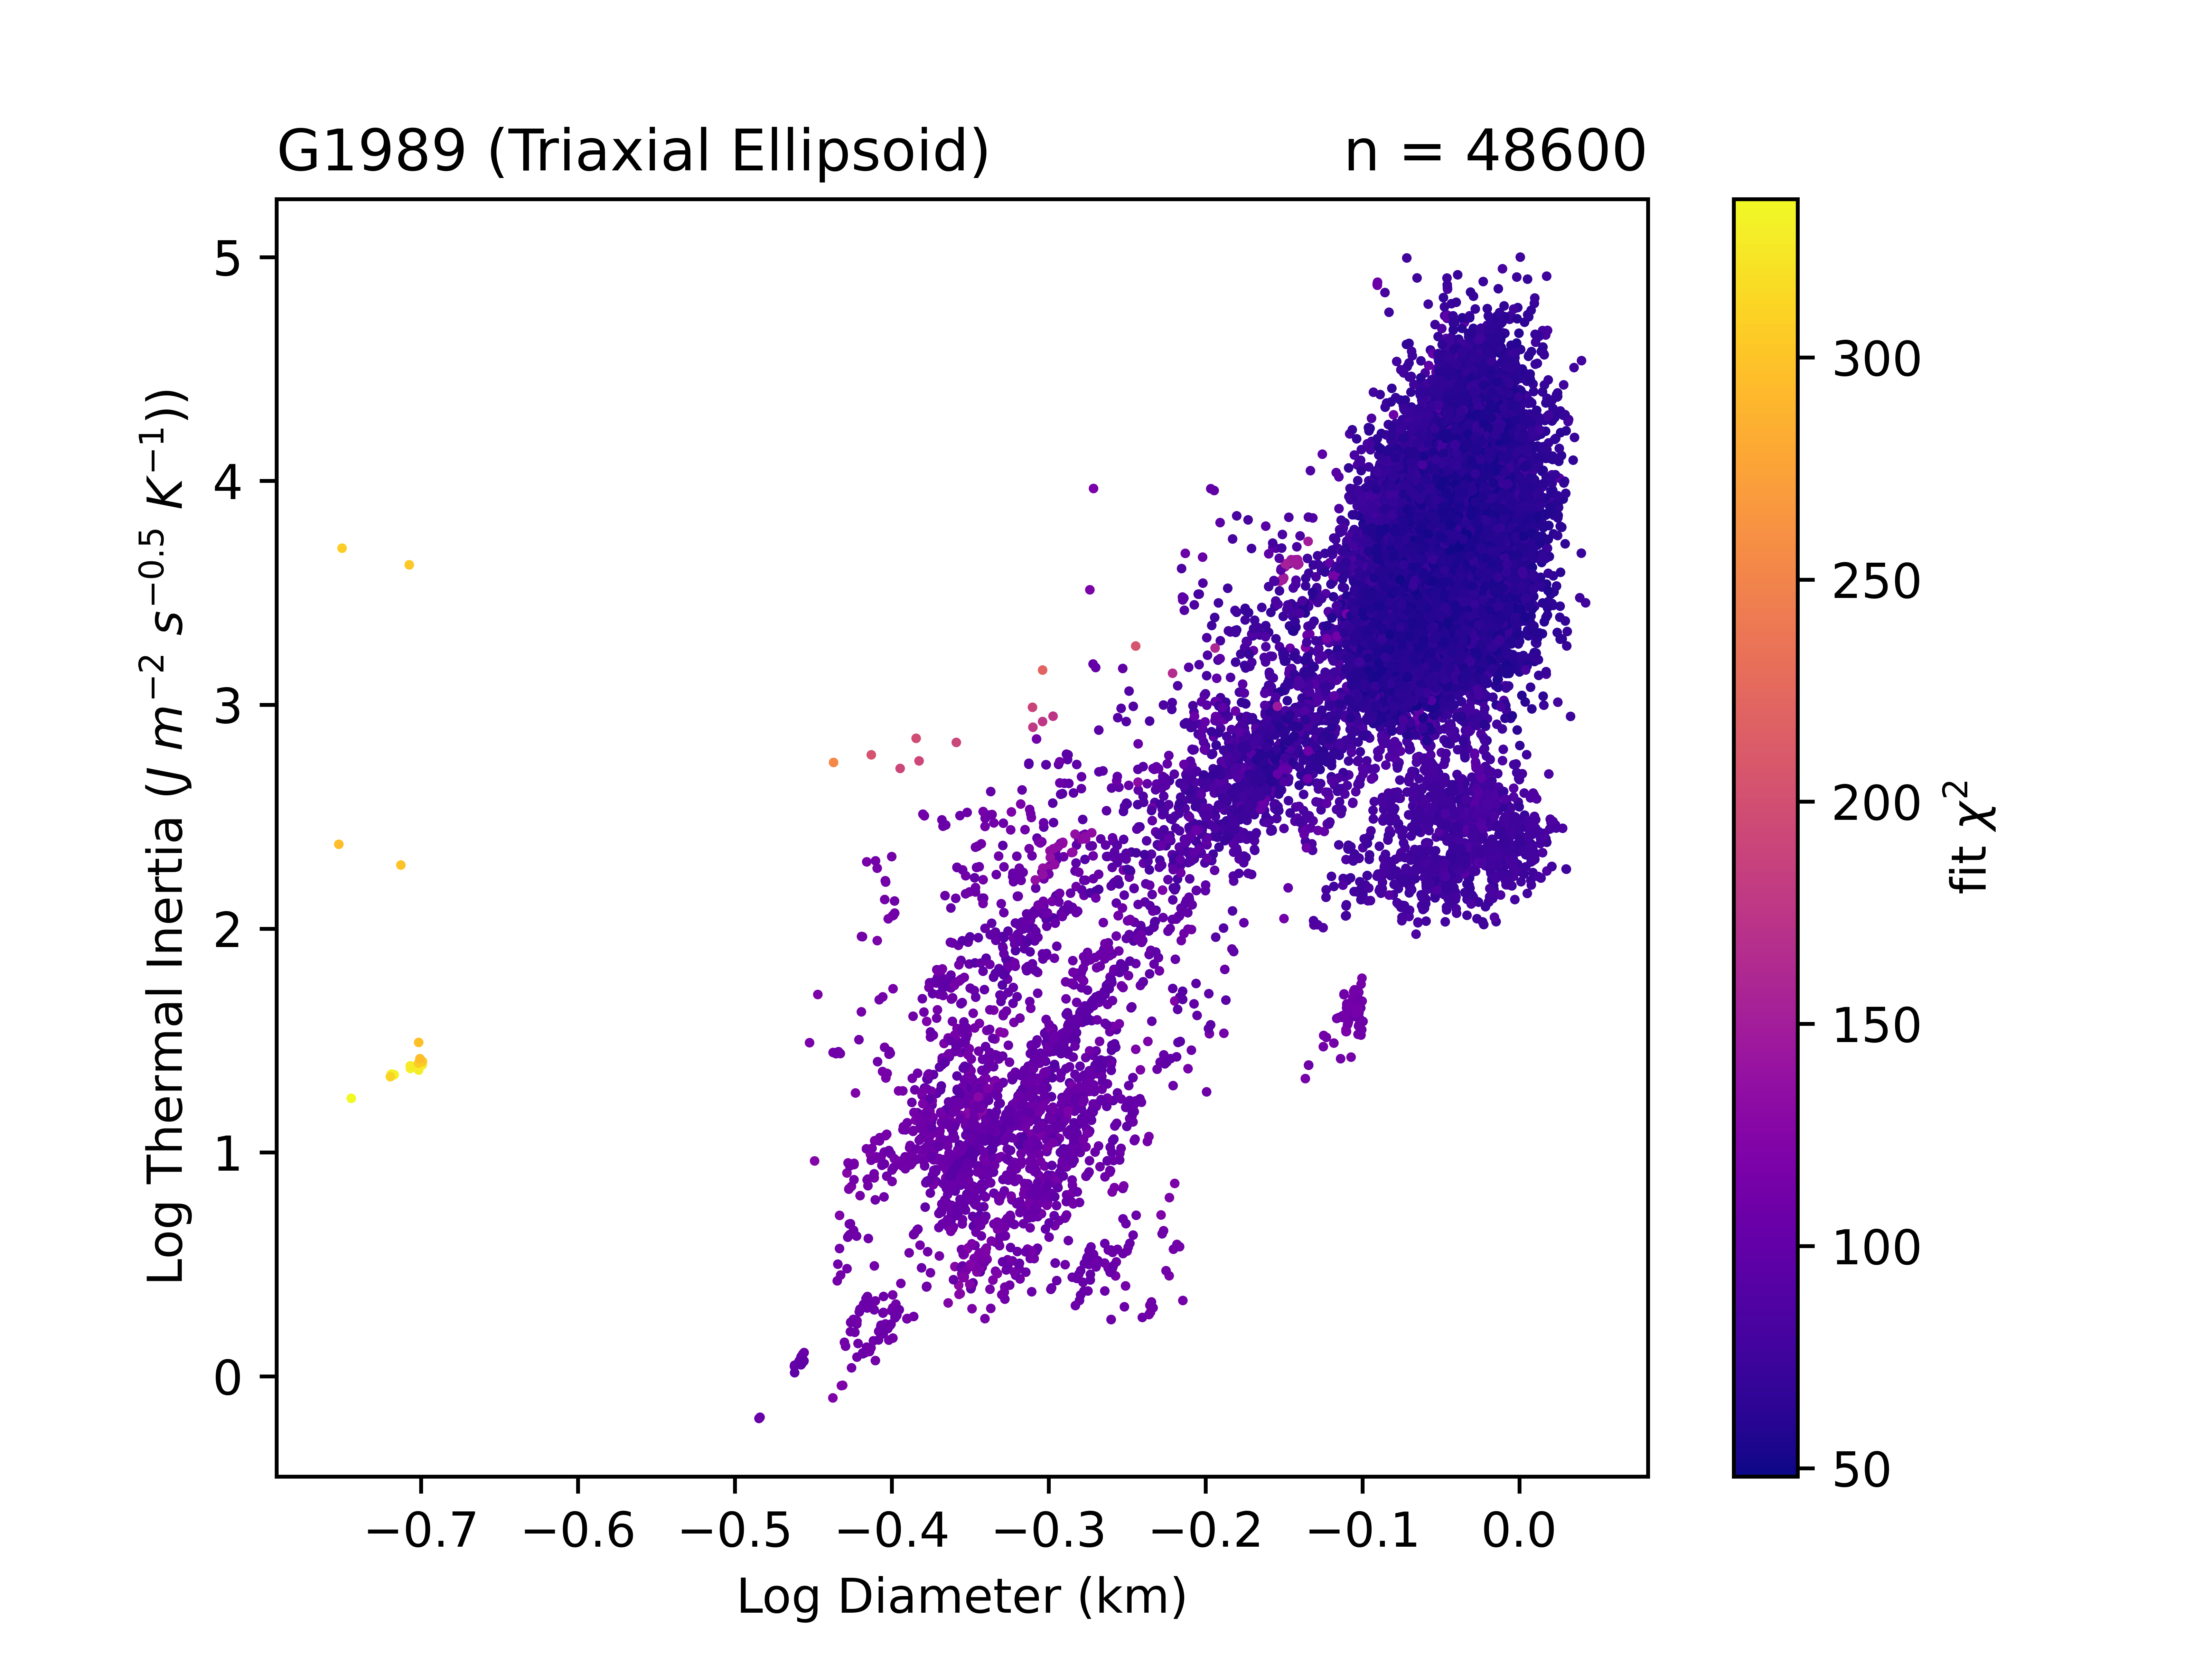 G1989 (Triaxial Ellipsoid)
n = 48600
Log Thermal Inertia (J m⁻² s⁻⁰·⁵ K⁻¹))
5
4
3
2
1
0
−0.7 −0.6 −0.5 −0.4 −0.3 −0.2 −0.1 0.0
Log Diameter (km)
300
250
200
150
100
50
fit χ²